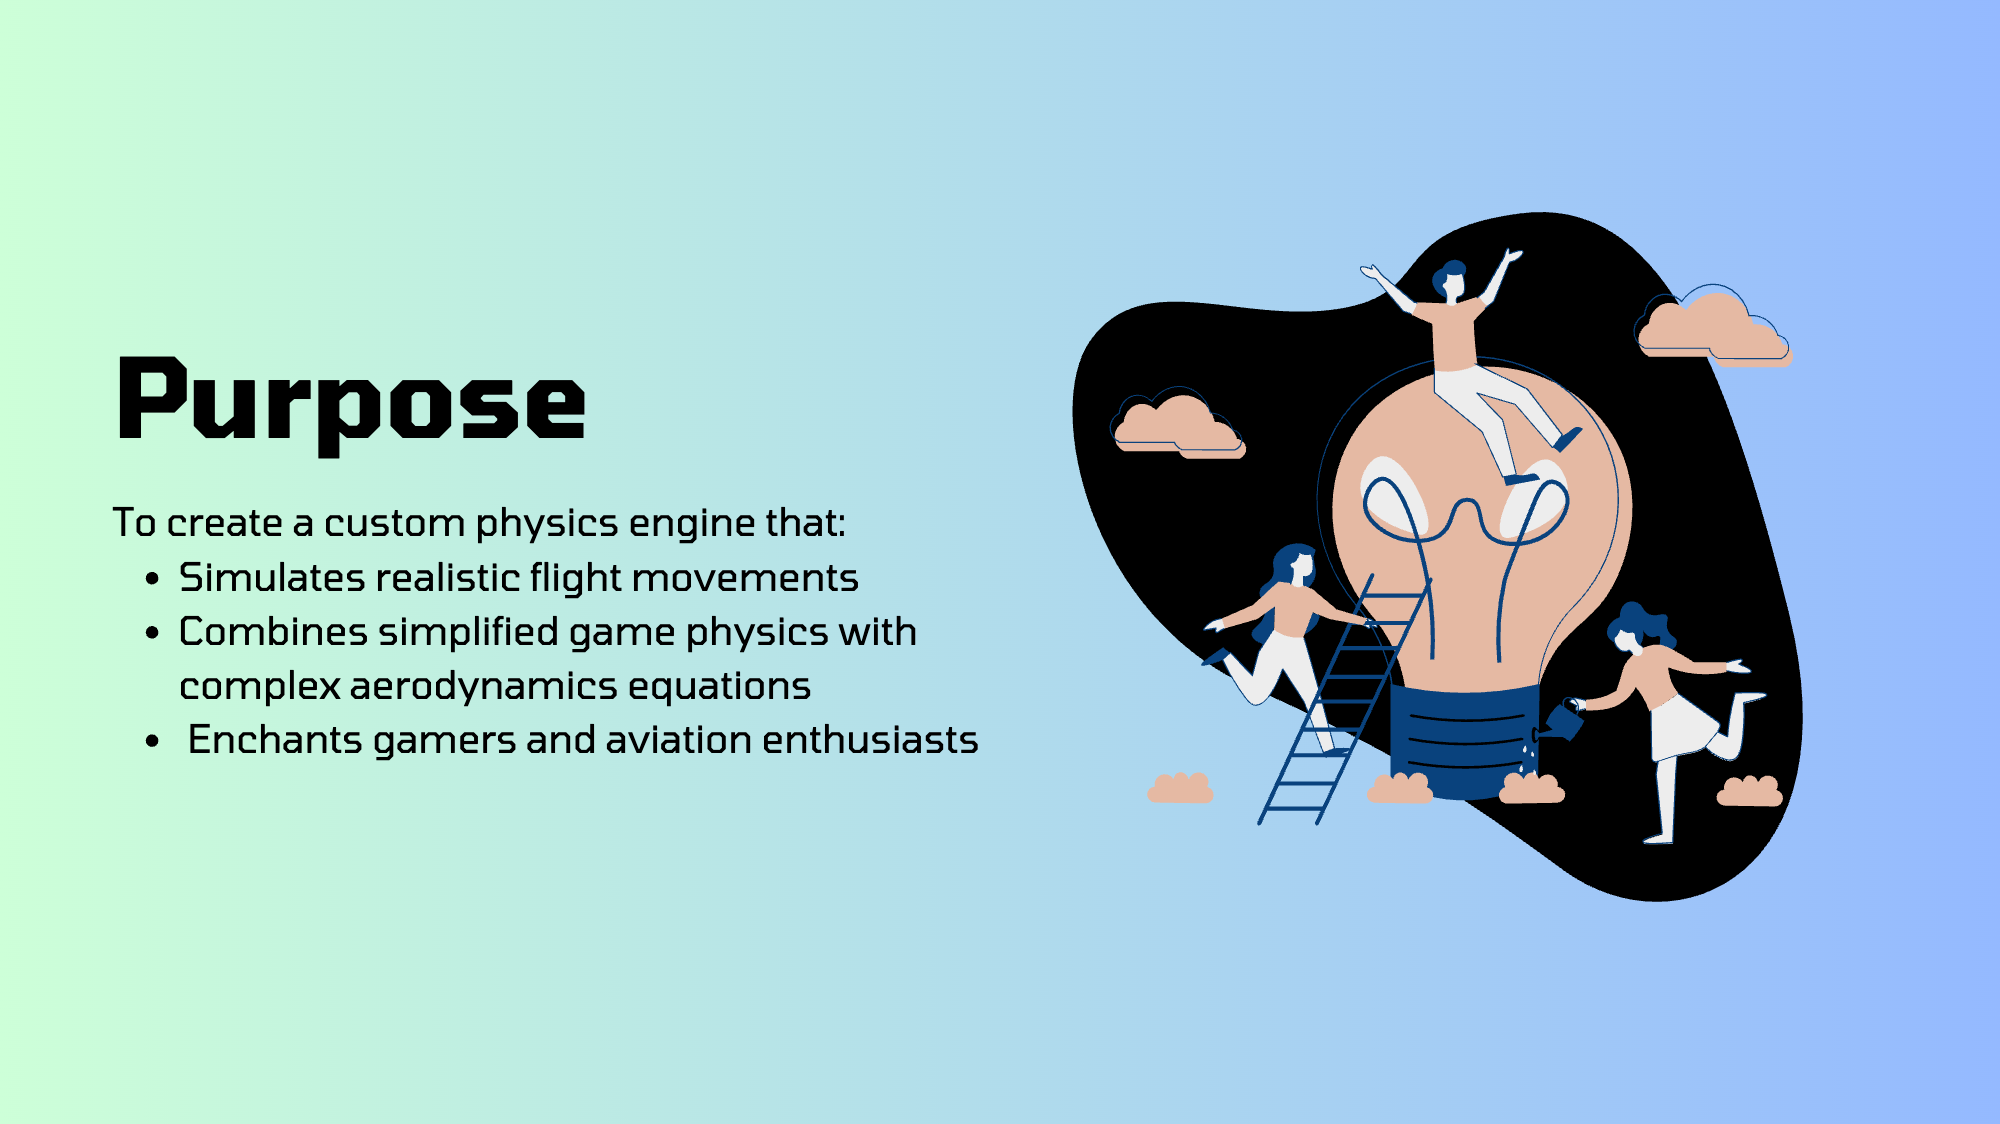 Purpose
To create a custom physics engine that:
• Simulates realistic flight movements
• Combines simplified game physics with
complex aerodynamics equations
• Enchants gamers and aviation enthusiasts